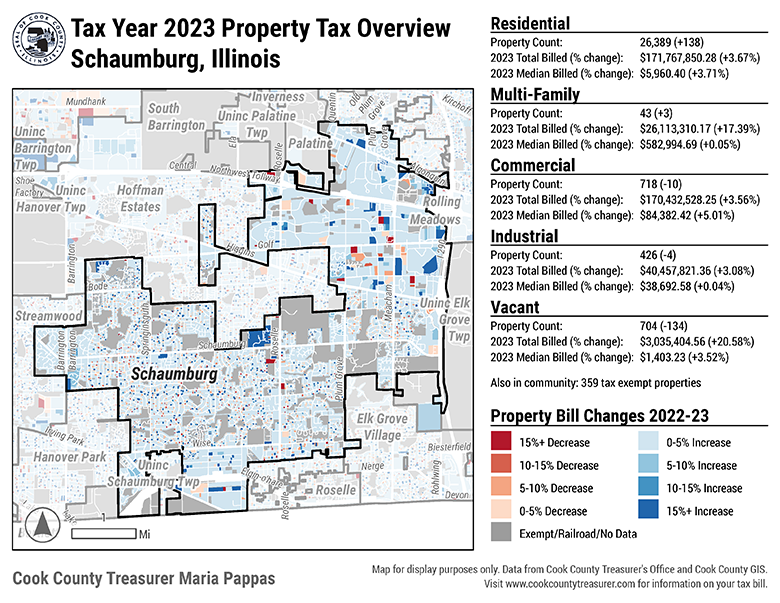 Tax Year 2023 Property Tax Overview
Schaumburg, Illinois
Residential
Property Count: 26,389 (+138)
2023 Total Billed (% change): $171,767,850.28 (+3.67%)
2023 Median Billed (% change): $5,960.40 (+3.71%)
Multi-Family
Property Count: 43 (+3)
2023 Total Billed (% change): $26,113,310.17 (+17.39%)
2023 Median Billed (% change): $582,994.69 (+0.05%)
Commercial
Property Count: 718 (-10)
2023 Total Billed (% change): $170,432,528.25 (+3.56%)
2023 Median Billed (% change): $84,382.42 (+5.01%)
Industrial
Property Count: 426 (-4)
2023 Total Billed (% change): $40,457,821.36 (+3.08%)
2023 Median Billed (% change): $38,692.58 (+0.04%)
Vacant
Property Count: 704 (-134)
2023 Total Billed (% change): $3,035,404.56 (+20.58%)
2023 Median Billed (% change): $1,403.23 (+3.52%)
Also in community: 359 tax exempt properties
Property Bill Changes 2022-23
15%+ Decrease
10-15% Decrease
5-10% Decrease
0-5% Decrease
Exempt/Railroad/No Data
0-5% Increase
5-10% Increase
10-15% Increase
15%+ Increase
Mundhank
South
Barrington
Inverness
Uninc Palatine
Twp
Quentin
Old
Plum
Grove
Kitchoff
Uninc
Barrington
Twp
Ela
Roselle
Palatine
Plum
Grove
Central
Northwest Tollway
Algonquin
Shoe
Factory
Uninc
Hanover Twp
Hoffman
Estates
Rolling
Meadows
Higgins
Golf
I-290
Barrington
Bode
Springinsguth
Meacham
Streamwood
Uninc Elk
Grove
Twp
Barrington
Barrington
Schaumburg
Roselle
Schaumburg
Plum Grove
Elk Grove
Village
Irving Park
Wise
Biesterfield
Hanover Park
Uninc
Schaumburg Twp
Elgin-o'hare
Nerge
Rohlwing
Roselle
Roselle
Devon
1
Mi
Cook County Treasurer Maria Pappas
Map for display purposes only. Data from Cook County Treasurer's Office and Cook County GIS.
Visit www.cookcountytreasurer.com for information on your tax bill.